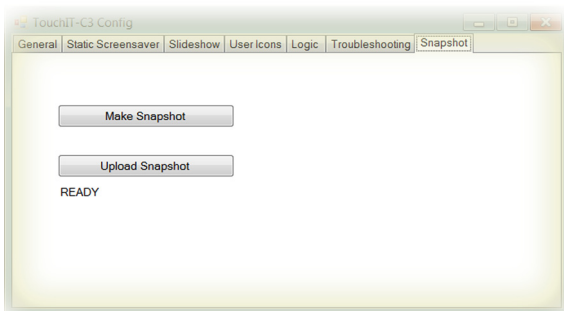 TouchIT-C3 Config
General Static Screensaver Slideshow User Icons Logic Troubleshooting Snapshot
Make Snapshot
Upload Snapshot
READY